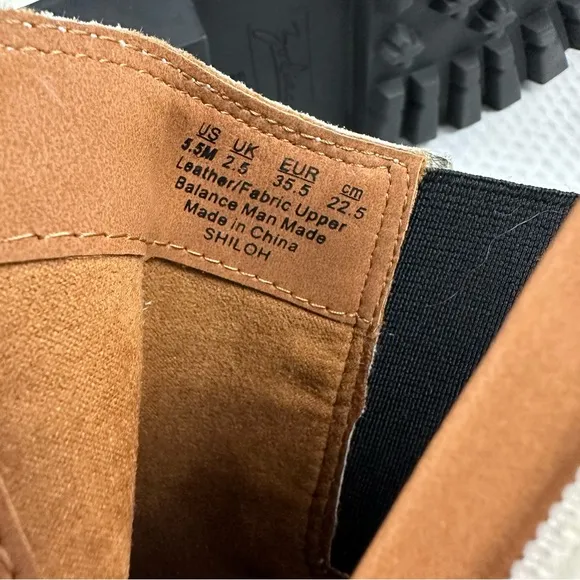 US UK EUR cm
5.5M 2.5 35.5 22.5
Leather/Fabric Upper
Balance Man Made
Made in China
SHILOH